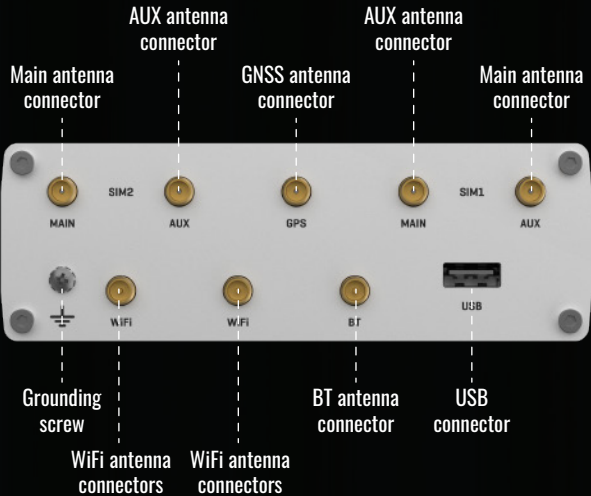 AUX antenna
connector
AUX antenna
connector
Main antenna
connector
GNSS antenna
connector
Main antenna
connector
SIM2
SIM1
MAIN
AUX
GPS
MAIN
AUX
USB
WiFi
WiFi
BT
Grounding
screw
BT antenna
connector
USB
connector
WiFi antenna
connectors
WiFi antenna
connectors